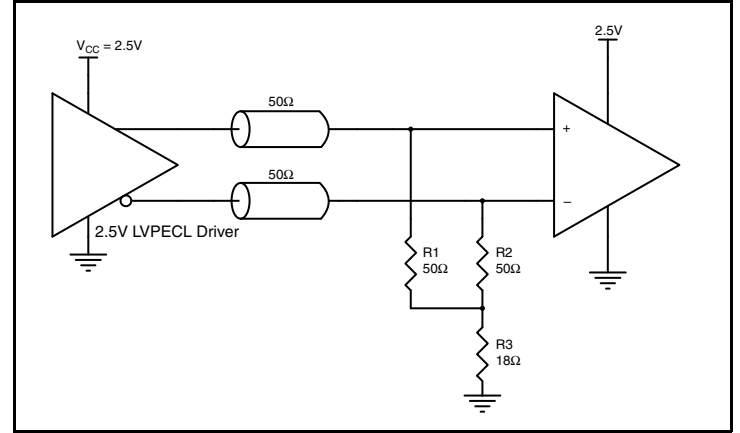 V_CC = 2.5V
2.5V
50Ω
50Ω
+
–
2.5V LVPECL Driver
R1
50Ω
R2
50Ω
R3
18Ω